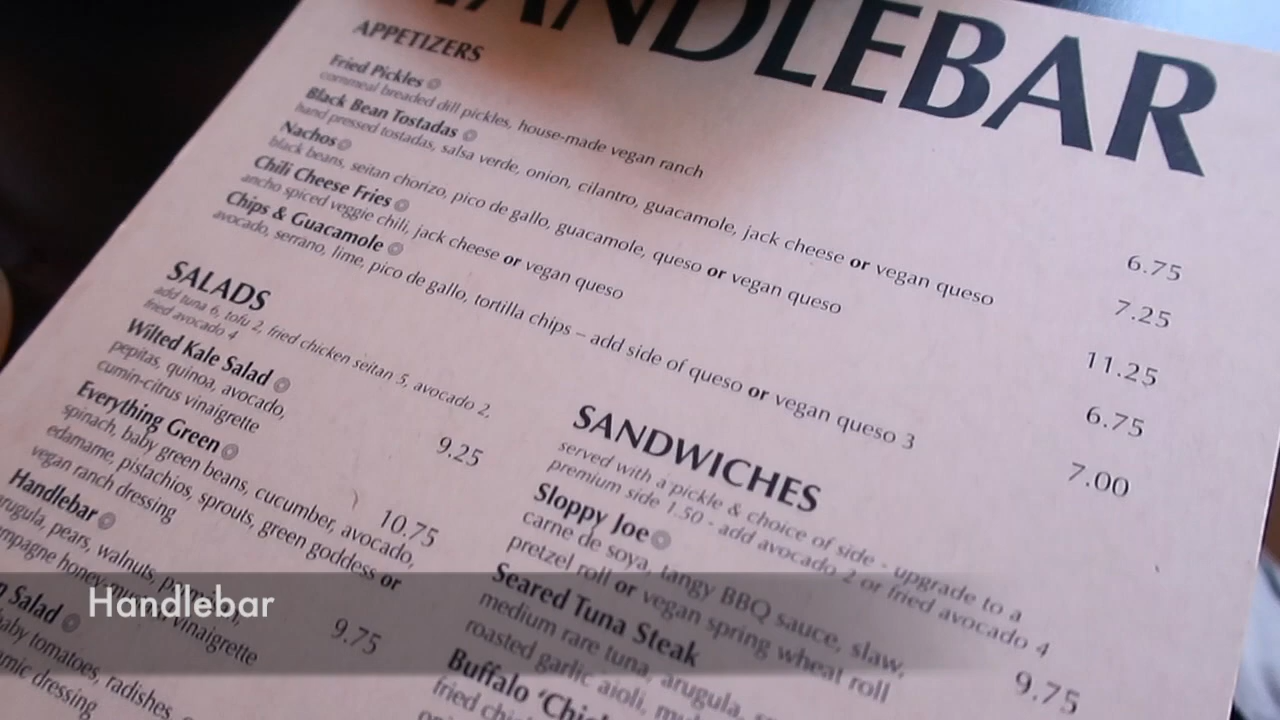 HANDLEBAR
APPETIZERS
Fried Pickles
cornmeal breaded dill pickles, house-made vegan ranch 6.75
Black Bean Tostadas
hand pressed tostadas, salsa verde, onion, cilantro, guacamole, jack cheese or vegan queso 7.25
Nachos
black beans, seitan chorizo, pico de gallo, guacamole, queso or vegan queso 11.25
Chili Cheese Fries
ancho spiced veggie chili, jack cheese or vegan queso 6.75
Chips & Guacamole
avocado, serrano, lime, pico de gallo, tortilla chips – add side of queso or vegan queso 3 7.00
SALADS
add tuna 6, tofu 2, fried chicken seitan 5, avocado 2,
fried avocado 4
Wilted Kale Salad
pepitas, quinoa, avocado,
cumin-citrus vinaigrette 9.25
Everything Green
spinach, baby green beans, cucumber, avocado,
edamame, pistachios, sprouts, green goddess or
vegan ranch dressing 10.75
Handlebar
arugula, pears, walnuts,
honey- vinaigrette 9.75
Salad
baby tomatoes, radishes,
dressing
SANDWICHES
served with a pickle & choice of side - upgrade to a
premium side 1.50 - add avocado 2 or fried avocado 4
Sloppy Joe
carne de soya, tangy BBQ sauce, slaw,
pretzel roll or vegan spring wheat roll 9.75
Seared Tuna Steak
medium rare tuna, arugula,
roasted garlic aioli,
Buffalo
Handlebar